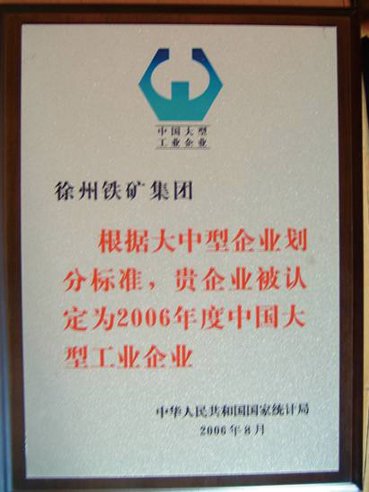 中国大型
工业企业
徐州铁矿集团
根据大中型企业划
分标准，贵企业被认
定为2006年度中国大
型工业企业
中华人民共和国国家统计局
2006年8月